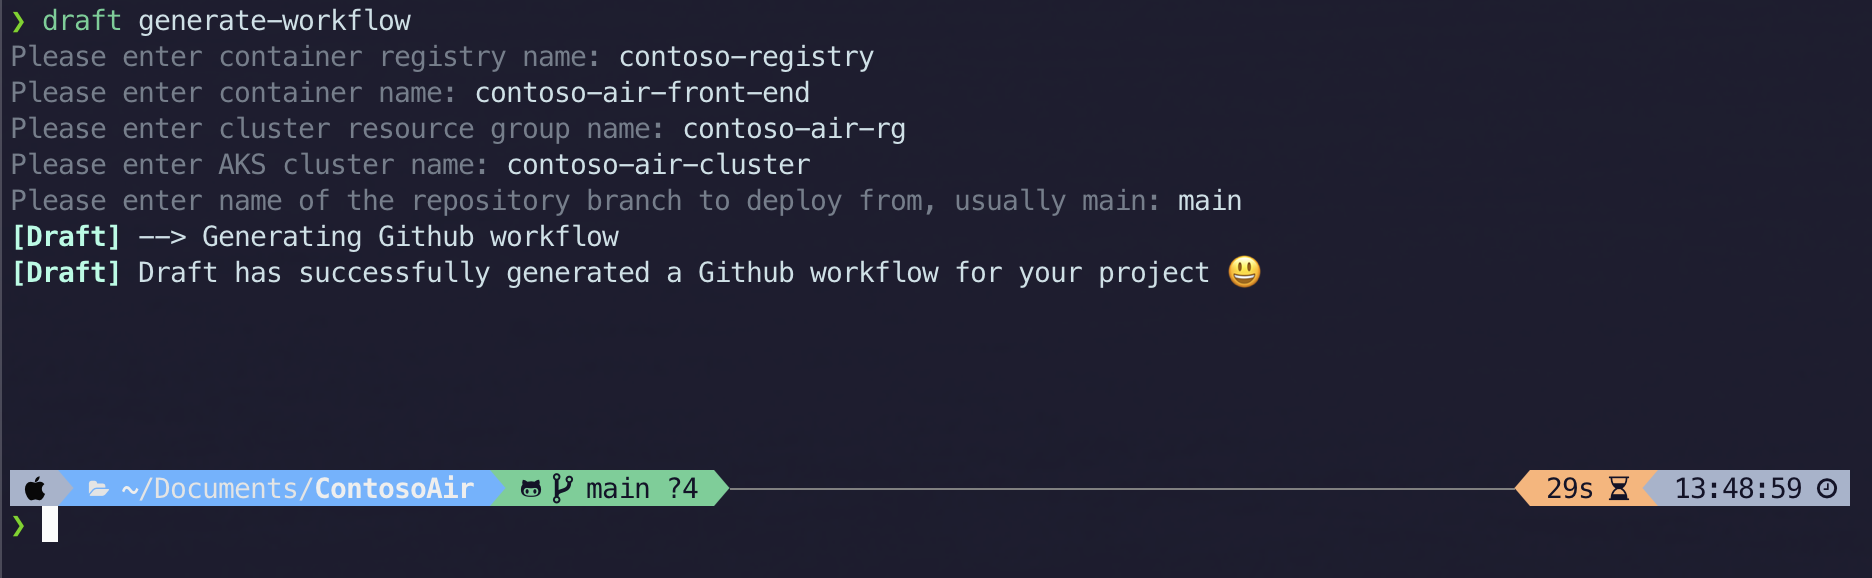 ❯ draft generate-workflow
Please enter container registry name: contoso-registry
Please enter container name: contoso-air-front-end
Please enter cluster resource group name: contoso-air-rg
Please enter AKS cluster name: contoso-air-cluster
Please enter name of the repository branch to deploy from, usually main: main
[Draft] --> Generating Github workflow
[Draft] Draft has successfully generated a Github workflow for your project 😃
~/Documents/ContosoAir main ?4 29s 13:48:59
❯